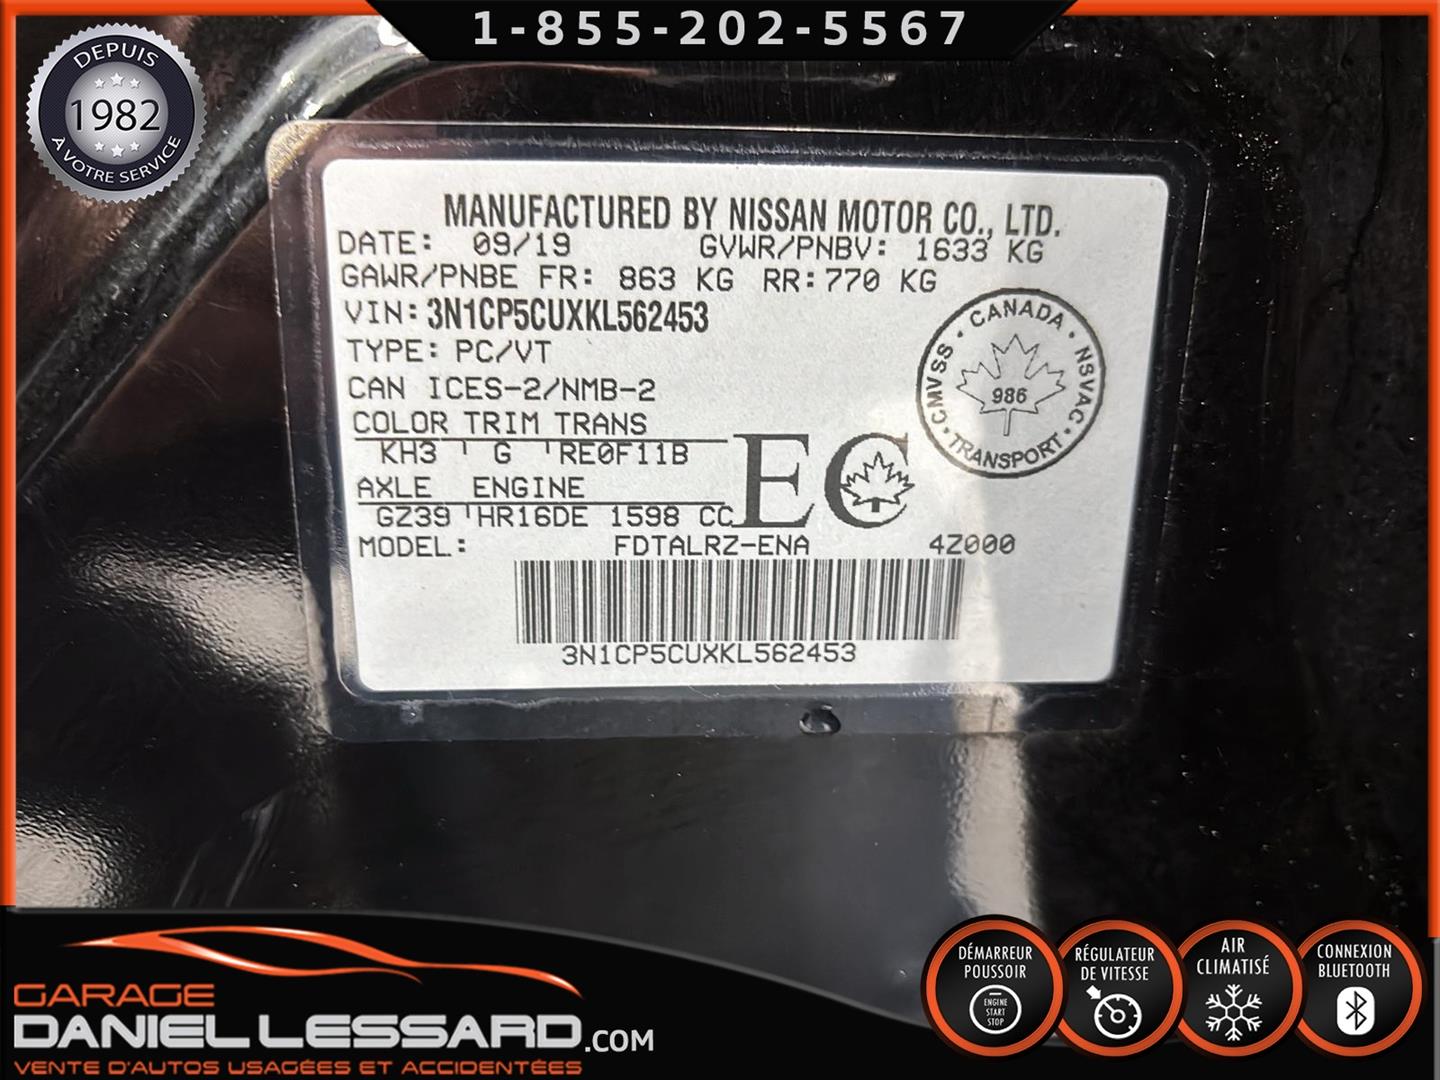 1-855-202-5567
DEPUIS
1982
À VOTRE SERVICE
MANUFACTURED BY NISSAN MOTOR CO., LTD.
DATE: 09/19 GVWR/PNBV: 1633 KG
GAWR/PNBE FR: 863 KG RR: 770 KG
VIN: 3N1CP5CUXKL562453
TYPE: PC/VT
CAN ICES-2/NMB-2
COLOR TRIM TRANS
KH3 ' G 'RE0F11B
AXLE ENGINE
GZ39 'HR16DE 1598 CC
EC
CANADA · NSVAC · TRANSPORT · CMVSS ·
986
MODEL: FDTALRZ-ENA 4Z000
3N1CP5CUXKL562453
GARAGE
DANIEL LESSARD.COM
VENTE D'AUTOS USAGÉES ET ACCIDENTÉES
DÉMARREUR
POUSSOIR
ENGINE
START
STOP
RÉGULATEUR
DE VITESSE
AIR
CLIMATISÉ
CONNEXION
BLUETOOTH